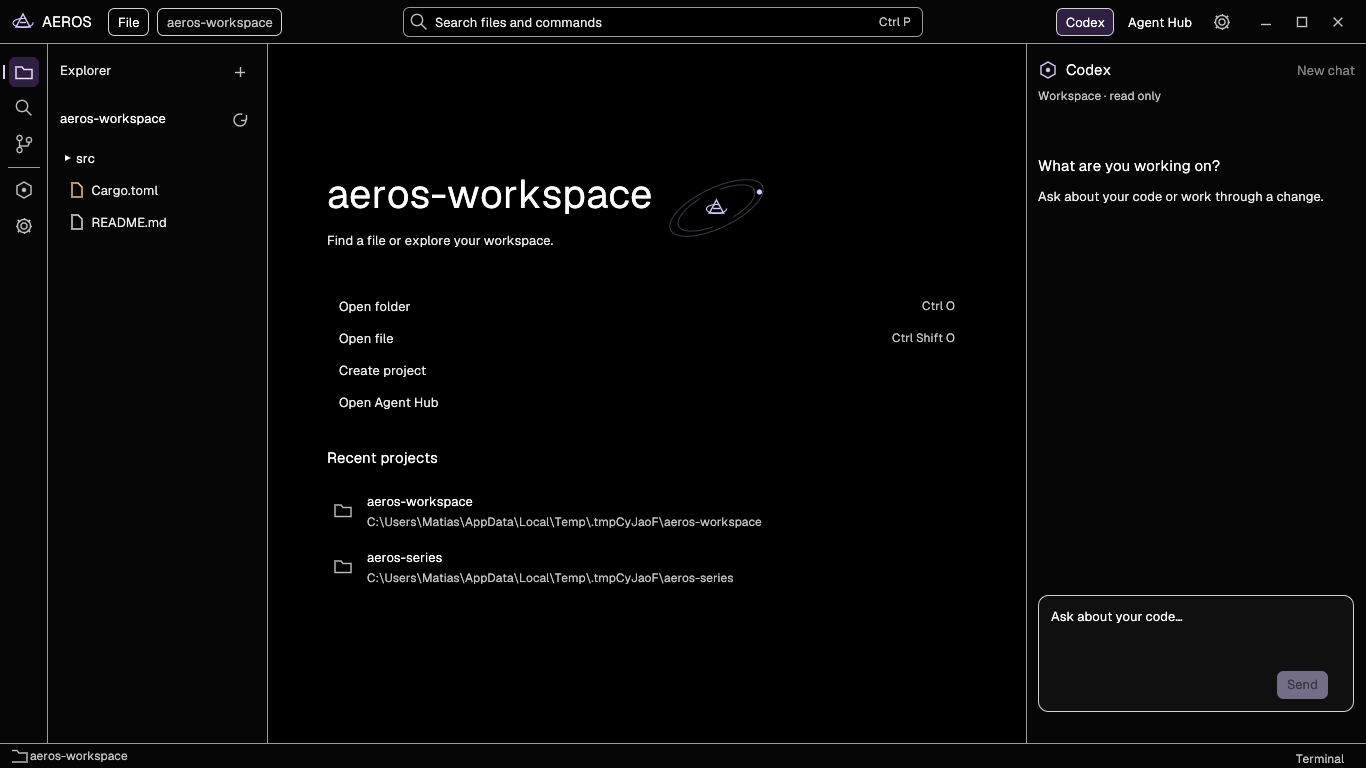 AEROS File aeros-workspace Search files and commands Ctrl P Codex Agent Hub
Explorer
aeros-workspace
src
Cargo.toml
README.md
aeros-workspace
Find a file or explore your workspace.
Open folder Ctrl O
Open file Ctrl Shift O
Create project
Open Agent Hub
Recent projects
aeros-workspace
C:\Users\Matias\AppData\Local\Temp\.tmpCyJaoF\aeros-workspace
aeros-series
C:\Users\Matias\AppData\Local\Temp\.tmpCyJaoF\aeros-series
Codex New chat
Workspace · read only
What are you working on?
Ask about your code or work through a change.
Ask about your code…
Send
aeros-workspace Terminal